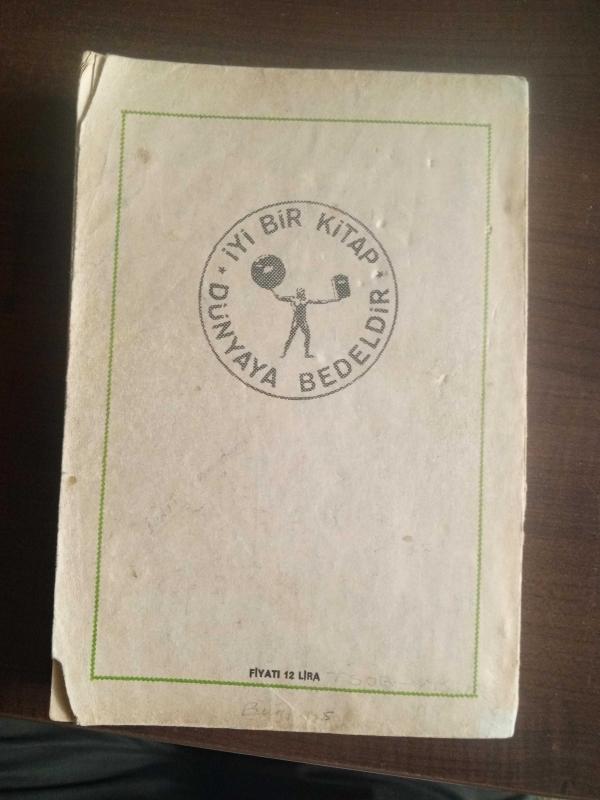 İYİ BİR KİTAP
DÜNYAYA BEDELDİR
FİYATI 12 LİRA